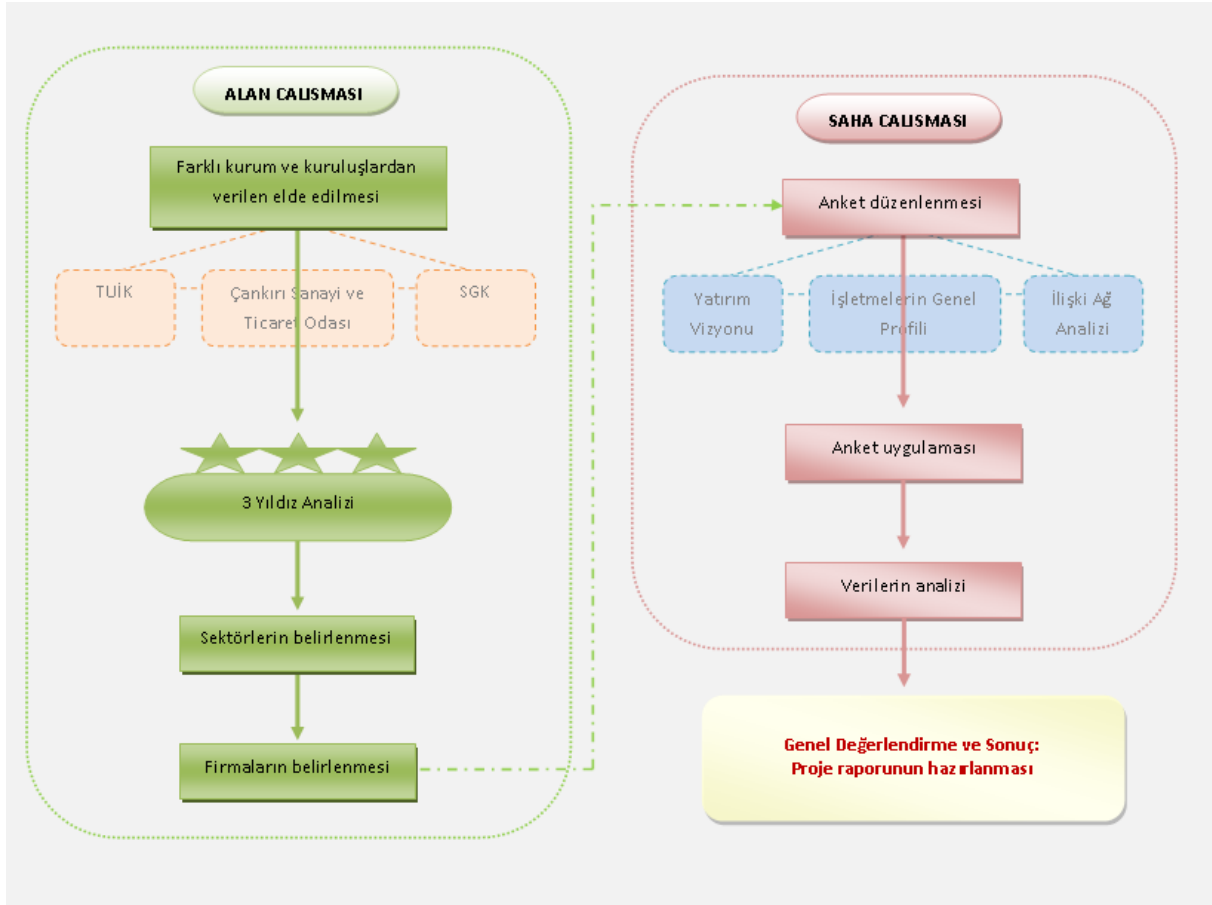 ALAN CALISMASI
Farklı kurum ve kuruluşlardan
verilen elde edilmesi
TUİK
Çankırı Sanayi ve
Ticaret Odası
SGK
3 Yıldız Analizi
Sektörlerin belirlenmesi
Firmaların belirlenmesi
SAHA CALISMASI
Anket düzenlenmesi
Yatırım
Vizyonu
İşletmelerin Genel
Profili
İlişki Ağ
Analizi
Anket uygulaması
Verilerin analizi
Genel Değerlendirme ve Sonuç:
Proje raporunun hazırlanması